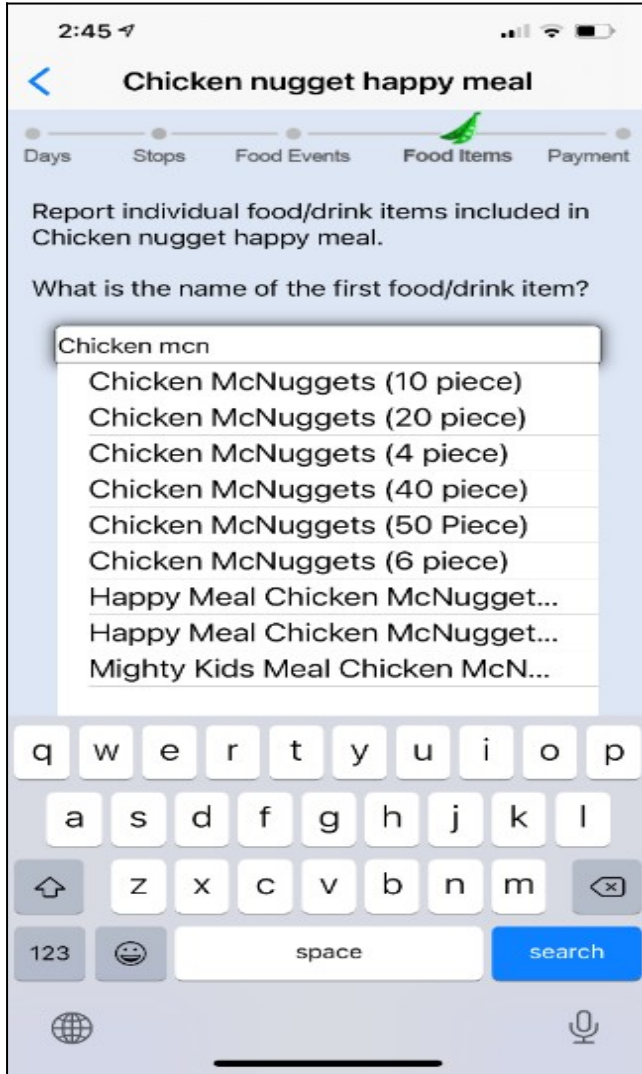 2:45
Chicken nugget happy meal
Days Stops Food Events Food Items Payment
Report individual food/drink items included in
Chicken nugget happy meal.
What is the name of the first food/drink item?
Chicken mcn
Chicken McNuggets (10 piece)
Chicken McNuggets (20 piece)
Chicken McNuggets (4 piece)
Chicken McNuggets (40 piece)
Chicken McNuggets (50 Piece)
Chicken McNuggets (6 piece)
Happy Meal Chicken McNugget...
Happy Meal Chicken McNugget...
Mighty Kids Meal Chicken McN...
q w e r t y u i o p
a s d f g h j k l
z x c v b n m
123 space search